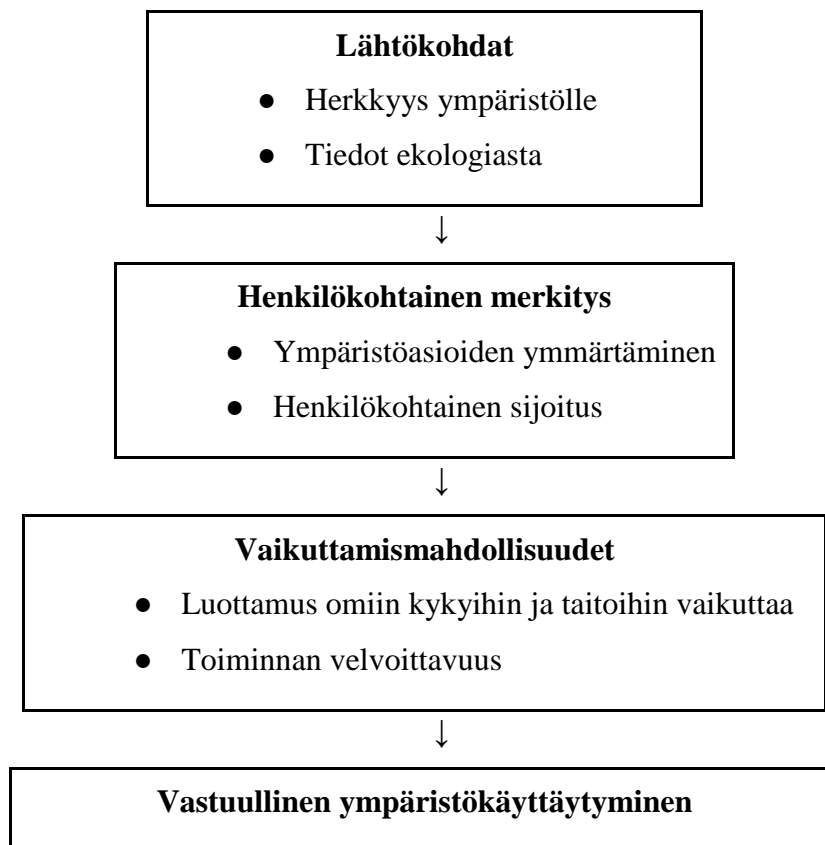 Lähtökohdat
● Herkkyys ympäristölle
● Tiedot ekologiasta
↓
Henkilökohtainen merkitys
● Ympäristöasioiden ymmärtäminen
● Henkilökohtainen sijoitus
↓
Vaikuttamismahdollisuudet
● Luottamus omiin kykyihin ja taitoihin vaikuttaa
● Toiminnan velvoittavuus
↓
Vastuullinen ympäristökäyttäytyminen